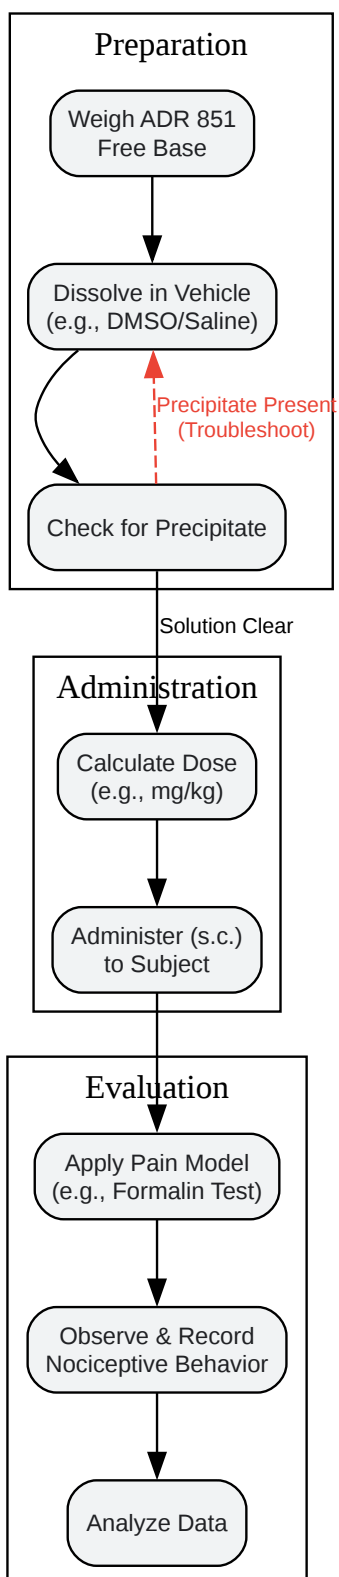 Preparation
Weigh ADR 851
Free Base
Dissolve in Vehicle
(e.g., DMSO/Saline)
Precipitate Present
(Troubleshoot)
Check for Precipitate
Solution Clear
Administration
Calculate Dose
(e.g., mg/kg)
Administer (s.c.)
to Subject
Evaluation
Apply Pain Model
(e.g., Formalin Test)
Observe & Record
Nociceptive Behavior
Analyze Data